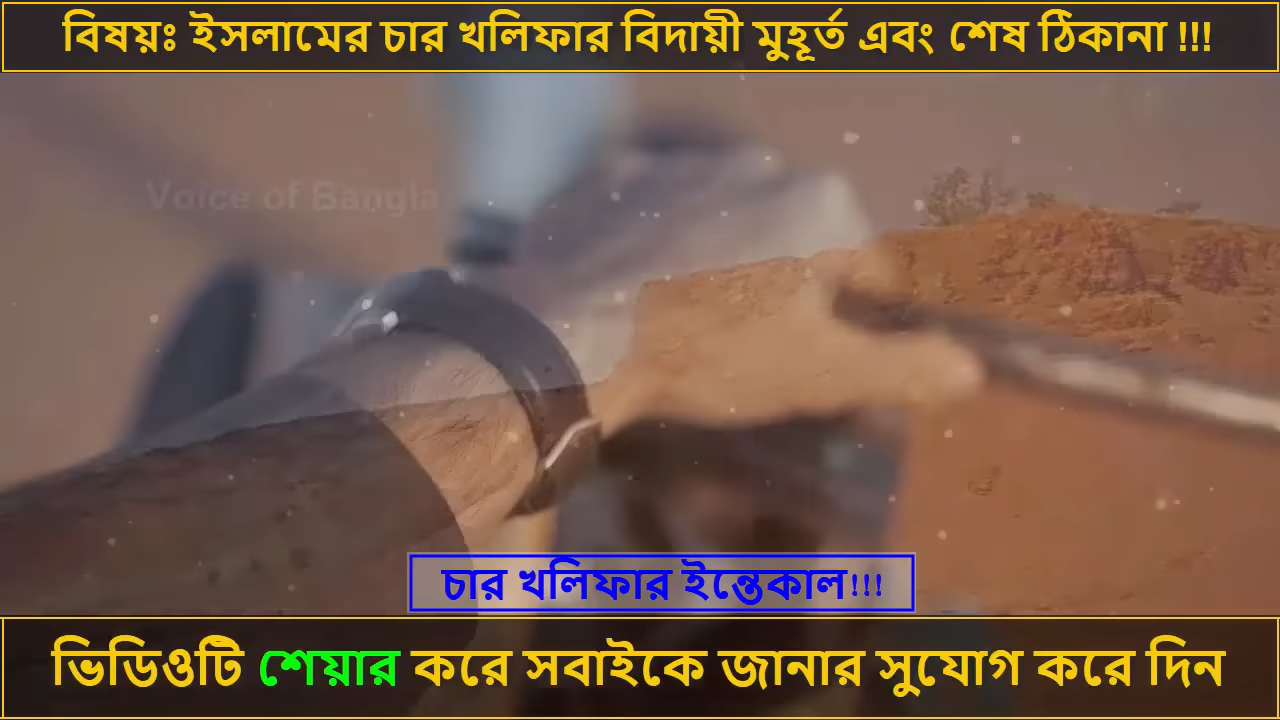 বিষয়ঃ ইসলামের চার খলিফার বিদায়ী মুহূর্ত এবং শেষ ঠিকানা !!!
Voice of Bangla
চার খলিফার ইন্তেকাল!!!
ভিডিওটি শেয়ার করে সবাইকে জানার সুযোগ করে দিন